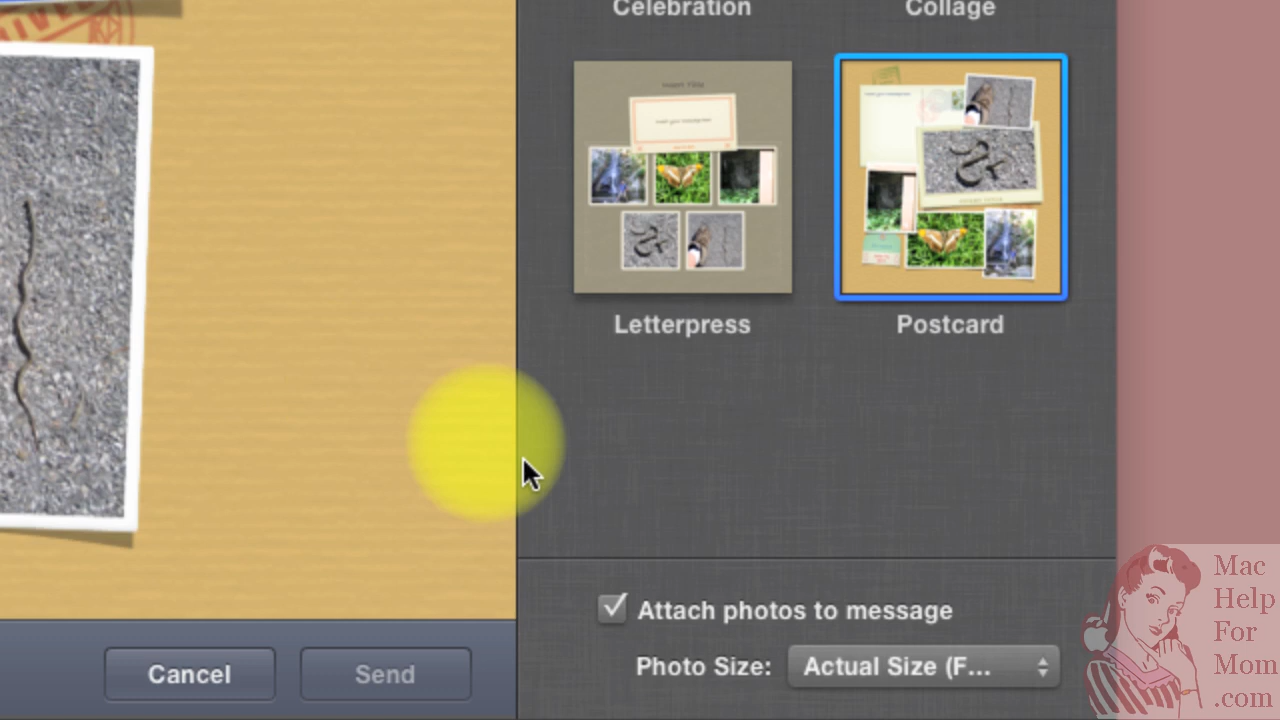 Celebration
Collage
Letterpress
Postcard
Attach photos to message
Photo Size:
Actual Size (F...
Cancel
Send
Mac
Help
For
Mom
.com